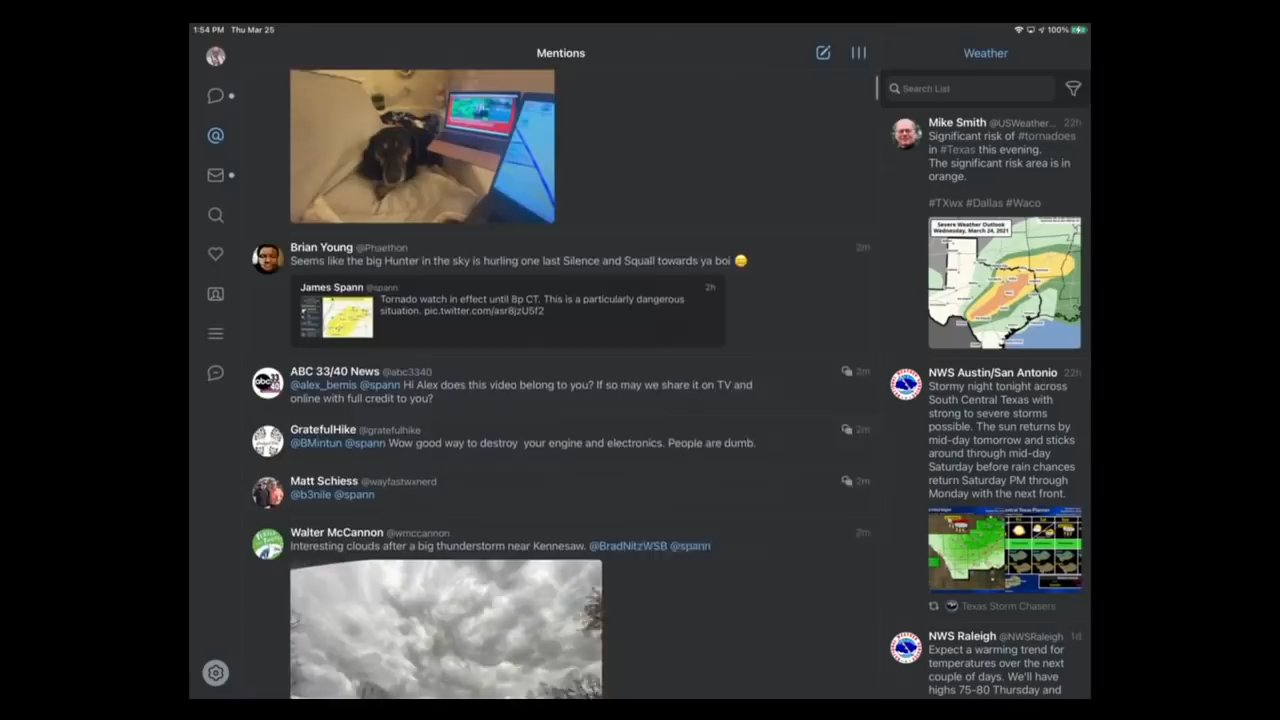 1:54 PM Thu Mar 25
100%
Mentions
Brian Young @Phaethon 2m
Seems like the big Hunter in the sky is hurling one last Silence and Squall towards ya boi 😄
James Spann @spann 2h
Tornado watch in effect until 8p CT. This is a particularly dangerous
situation. pic.twitter.com/asr8jzU5f2
ABC 33/40 News @abc3340 2m
@alex_bemis @spann Hi Alex does this video belong to you? If so may we share it on TV and
online with full credit to you?
GratefulHike @gratefulhike 2m
@BMintun @spann Wow good way to destroy your engine and electronics. People are dumb.
Matt Schiess @wayfastwxnerd 2m
@b3nile @spann
Walter McCannon @wmccannon 2m
Interesting clouds after a big thunderstorm near Kennesaw. @BradNitzWSB @spann
Weather
Search List
Mike Smith @USWeather... 22h
Significant risk of #tornadoes
in #Texas this evening.
The significant risk area is in
orange.
#TXwx #Dallas #Waco
Severe Weather Outlook
Wednesday, March 24, 2021
NWS Austin/San Antonio 22h
Stormy night tonight across
South Central Texas with
strong to severe storms
possible. The sun returns by
mid-day tomorrow and sticks
around through mid-day
Saturday before rain chances
return Saturday PM through
Monday with the next front.
Texas Storm Chasers
NWS Raleigh @NWSRaleigh 1d
Expect a warming trend for
temperatures over the next
couple of days. We'll have
highs 75-80 Thursday and